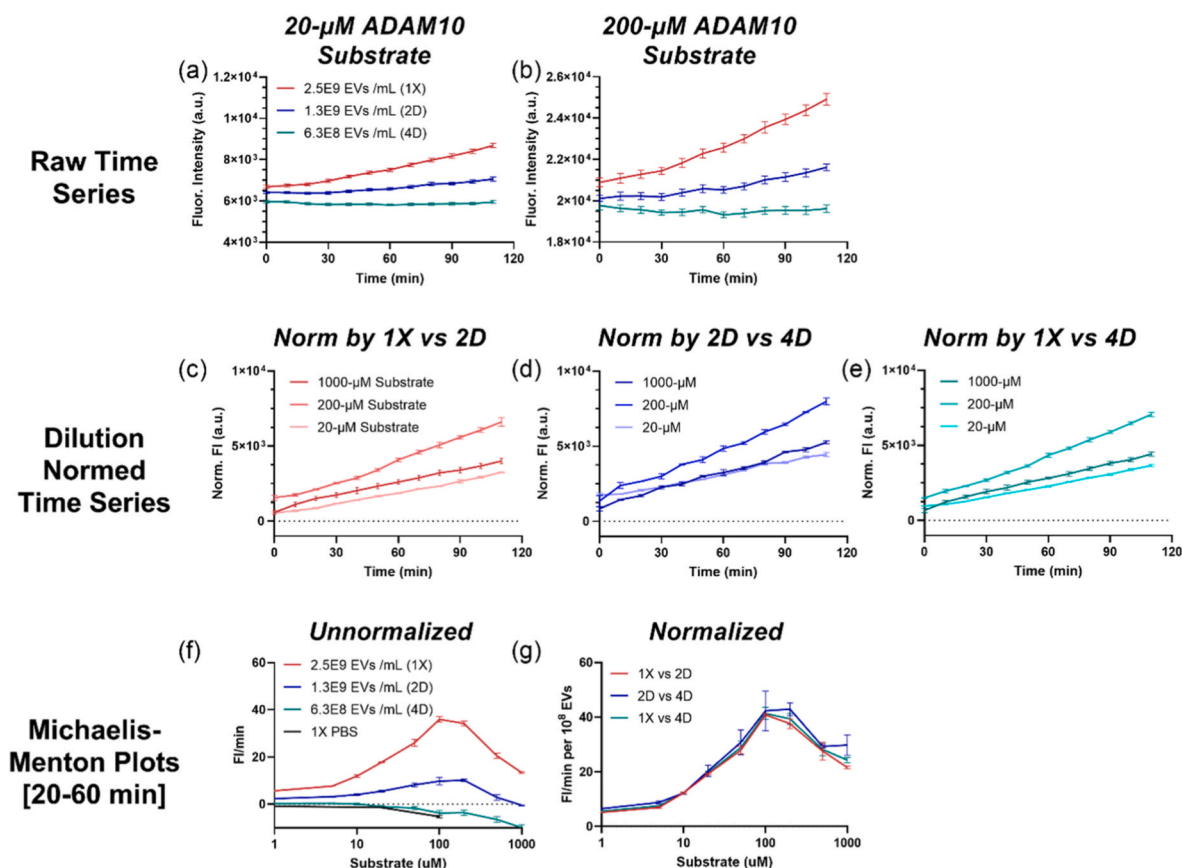 20-µM ADAM10
Substrate
200-µM ADAM10
Substrate
Raw Time
Series
(a)
1.2×10⁴
1×10⁴
8×10³
6×10³
4×10³
Fluor. Intensity (a.u.)
2.5E9 EVs /mL (1X)
1.3E9 EVs /mL (2D)
6.3E8 EVs /mL (4D)
0 30 60 90 120
Time (min)
(b)
2.6×10⁴
2.4×10⁴
2.2×10⁴
2×10⁴
1.8×10⁴
Fluor. Intensity (a.u.)
0 30 60 90 120
Time (min)
Dilution
Normed
Time Series
Norm by 1X vs 2D
(c)
1×10⁴
5×10³
0
Norm. FI (a.u.)
1000-µM Substrate
200-µM Substrate
20-µM Substrate
0 30 60 90 120
Time (min)
Norm by 2D vs 4D
(d)
1×10⁴
5×10³
0
Norm. FI (a.u.)
1000-µM
200-µM
20-µM
0 30 60 90 120
Time (min)
Norm by 1X vs 4D
(e)
1×10⁴
5×10³
0
Norm. FI (a.u.)
1000-µM
200-µM
20-µM
0 30 60 90 120
Time (min)
Michaelis-
Menton Plots
[20-60 min]
Unnormalized
(f)
60
40
20
0
FI/min
2.5E9 EVs /mL (1X)
1.3E9 EVs /mL (2D)
6.3E8 EVs /mL (4D)
1X PBS
1 10 100 1000
Substrate (uM)
Normalized
(g)
60
40
20
0
FI/min per 10⁸ EVs
1X vs 2D
2D vs 4D
1X vs 4D
1 10 100 1000
Substrate (uM)